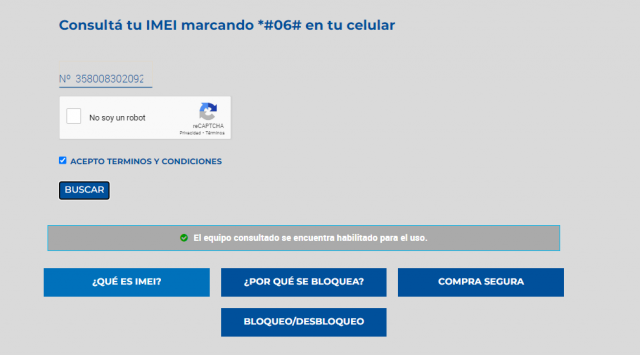 Consultá tu IMEI marcando *#06# en tu celular
Nº 358008302092
No soy un robot
reCAPTCHA
Privacidad - Términos
ACEPTO TERMINOS Y CONDICIONES
BUSCAR
El equipo consultado se encuentra habilitado para el uso.
¿QUÉ ES IMEI?
¿POR QUÉ SE BLOQUEA?
COMPRA SEGURA
BLOQUEO/DESBLOQUEO